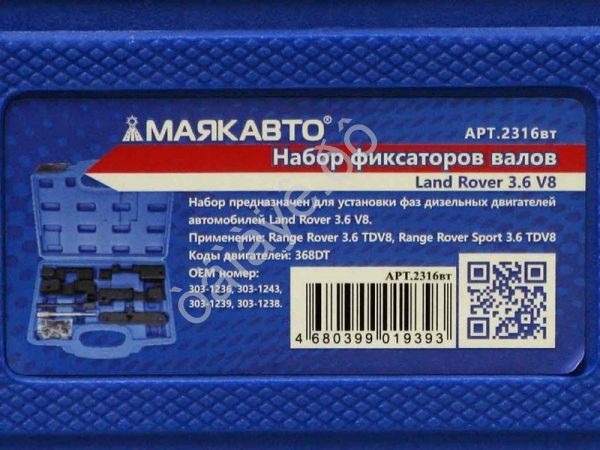 МАЯКАВТО®
АРТ.2316вт
Набор фиксаторов валов
Land Rover 3.6 V8
Набор предназначен для установки фаз дизельных двигателей
автомобилей Land Rover 3.6 V8.
Применение: Range Rover 3.6 TDV8, Range Rover Sport 3.6 TDV8
Коды двигателей: 368DT
OEM номер:
303-1236, 303-1243,
303-1239, 303-1238.
АРТ.2316вт
4 680399 019393